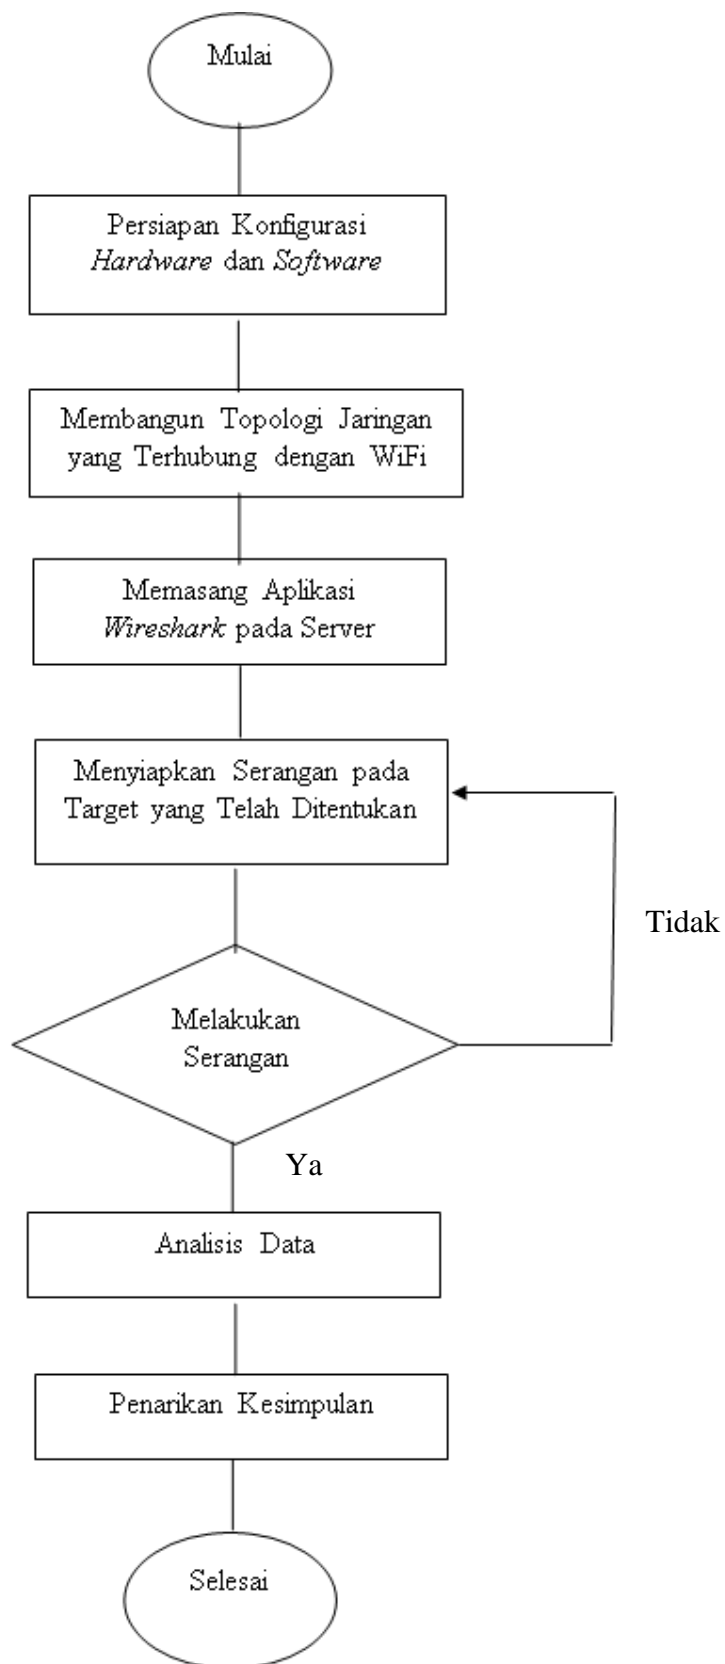 Mulai
Persiapan Konfigurasi
Hardware dan Software
Membangun Topologi Jaringan
yang Terhubung dengan WiFi
Memasang Aplikasi
Wireshark pada Server
Menyiapkan Serangan pada
Target yang Telah Ditentukan
Tidak
Melakukan
Serangan
Ya
Analisis Data
Penarikan Kesimpulan
Selesai